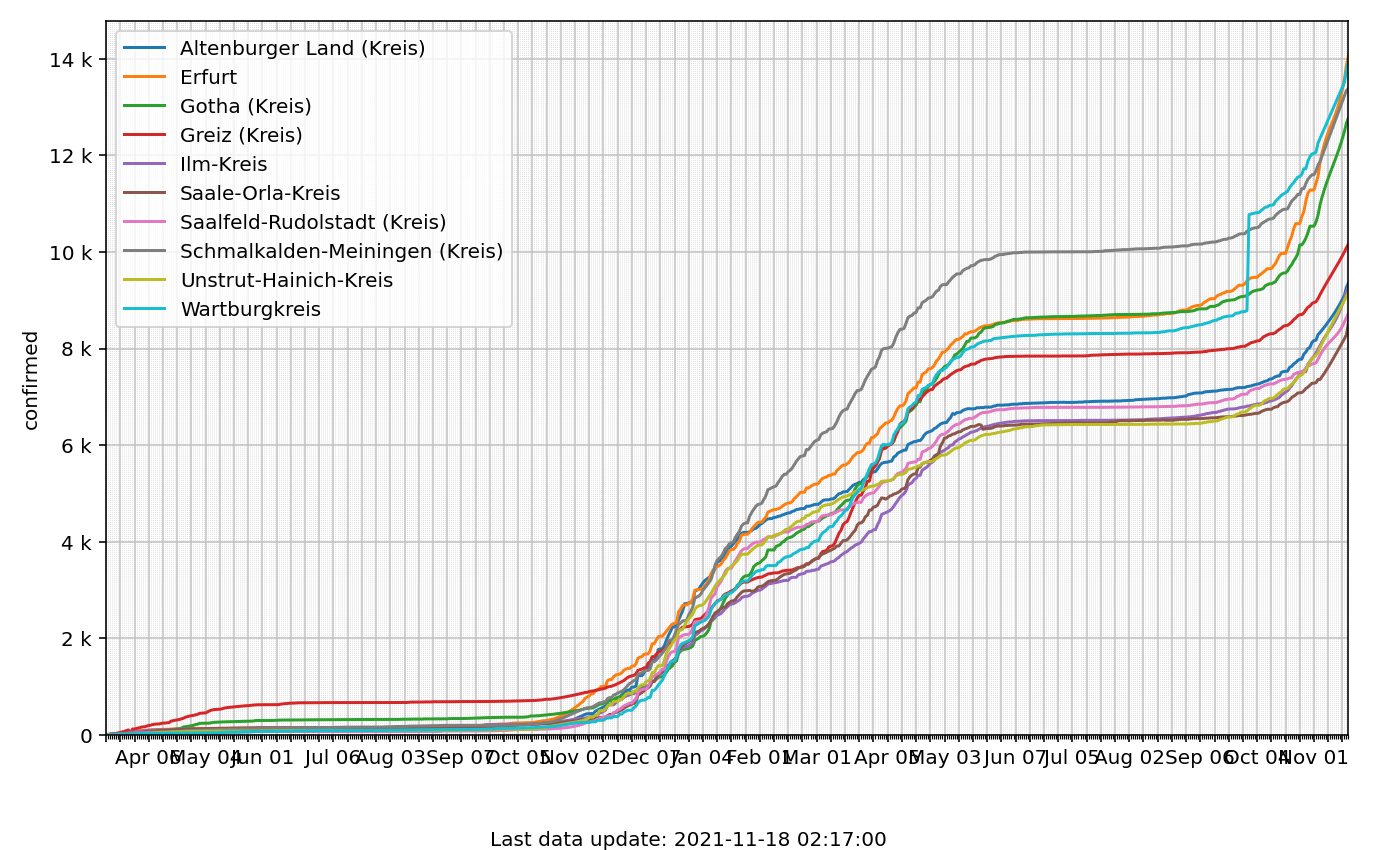 14 k
12 k
10 k
8 k
6 k
4 k
2 k
0
confirmed
Altenburger Land (Kreis)
Erfurt
Gotha (Kreis)
Greiz (Kreis)
Ilm-Kreis
Saale-Orla-Kreis
Saalfeld-Rudolstadt (Kreis)
Schmalkalden-Meiningen (Kreis)
Unstrut-Hainich-Kreis
Wartburgkreis
Apr 06 May 04 Jun 01 Jul 06 Aug 03 Sep 07 Oct 05 Nov 02 Dec 07 Jan 04 Feb 01 Mar 01 Apr 05 May 03 Jun 07 Jul 05 Aug 02 Sep 06 Oct 04 Nov 01
Last data update: 2021-11-18 02:17:00